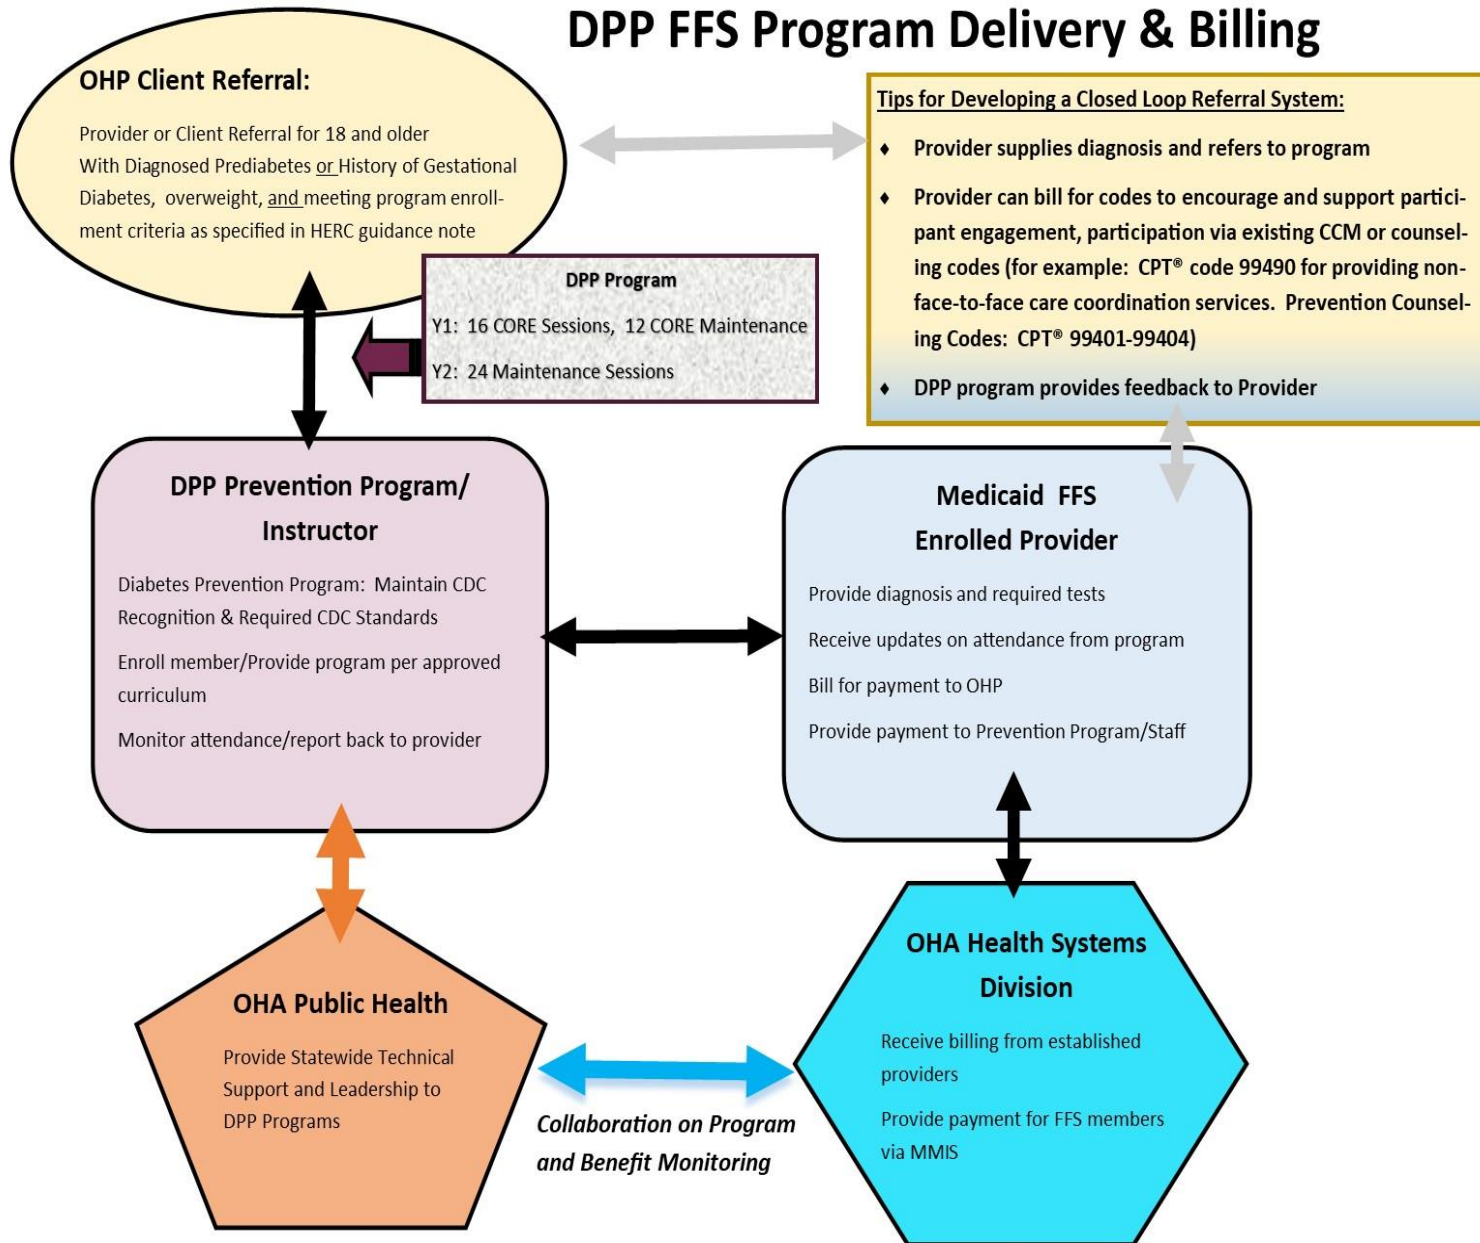 DPP FFS Program Delivery & Billing
OHP Client Referral:
Provider or Client Referral for 18 and older
With Diagnosed Prediabetes or History of Gestational
Diabetes, overweight, and meeting program enroll-
ment criteria as specified in HERC guidance note
Tips for Developing a Closed Loop Referral System:
♦ Provider supplies diagnosis and refers to program
♦ Provider can bill for codes to encourage and support partici-
pant engagement, participation via existing CCM or counsel-
ing codes (for example: CPT® code 99490 for providing non-
face-to-face care coordination services. Prevention Counsel-
ing Codes: CPT® 99401-99404)
♦ DPP program provides feedback to Provider
DPP Program
Y1: 16 CORE Sessions, 12 CORE Maintenance
Y2: 24 Maintenance Sessions
DPP Prevention Program/
Instructor
Diabetes Prevention Program: Maintain CDC
Recognition & Required CDC Standards
Enroll member/Provide program per approved
curriculum
Monitor attendance/report back to provider
Medicaid FFS
Enrolled Provider
Provide diagnosis and required tests
Receive updates on attendance from program
Bill for payment to OHP
Provide payment to Prevention Program/Staff
OHA Public Health
Provide Statewide Technical
Support and Leadership to
DPP Programs
Collaboration on Program
and Benefit Monitoring
OHA Health Systems
Division
Receive billing from established
providers
Provide payment for FFS members
via MMIS